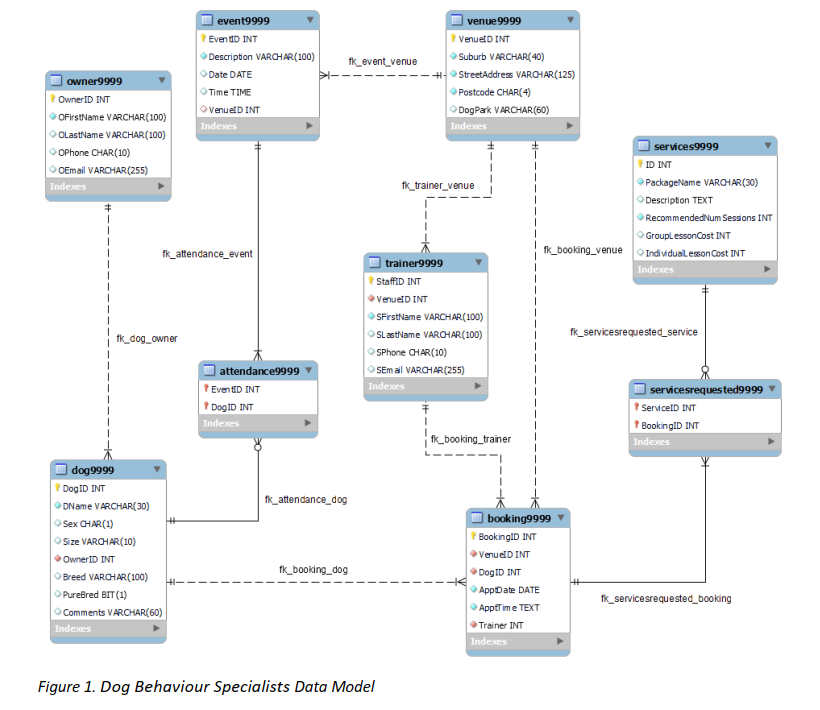 event9999
EventID INT
Description VARCHAR(100)
Date DATE
Time TIME
VenueID INT
Indexes
fk_event_venue
venue9999
VenueID INT
Suburb VARCHAR(40)
StreetAddress VARCHAR(125)
Postcode CHAR(4)
DogPark VARCHAR(60)
Indexes
owner9999
OwnerID INT
OFirstName VARCHAR(100)
OLastName VARCHAR(100)
OPhone CHAR(10)
OEmail VARCHAR(255)
Indexes
services9999
ID INT
PackageName VARCHAR(30)
Description TEXT
RecommendedNumSessions INT
GroupLessonCost INT
IndividualLessonCost INT
Indexes
fk_trainer_venue
fk_attendance_event
fk_booking_venue
trainer9999
StaffID INT
VenueID INT
SFirstName VARCHAR(100)
SLastName VARCHAR(100)
SPhone CHAR(10)
SEmail VARCHAR(255)
Indexes
fk_dog_owner
fk_servicesrequested_service
attendance9999
EventID INT
DogID INT
Indexes
servicesrequested9999
ServiceID INT
BookingID INT
Indexes
fk_booking_trainer
dog9999
DogID INT
DName VARCHAR(30)
Sex CHAR(1)
Size VARCHAR(10)
OwnerID INT
Breed VARCHAR(100)
PureBred BIT(1)
Comments VARCHAR(60)
Indexes
fk_attendance_dog
fk_booking_dog
booking9999
BookingID INT
VenueID INT
DogID INT
ApptDate DATE
ApptTime TEXT
Trainer INT
Indexes
fk_servicesrequested_booking
Figure 1. Dog Behaviour Specialists Data Model